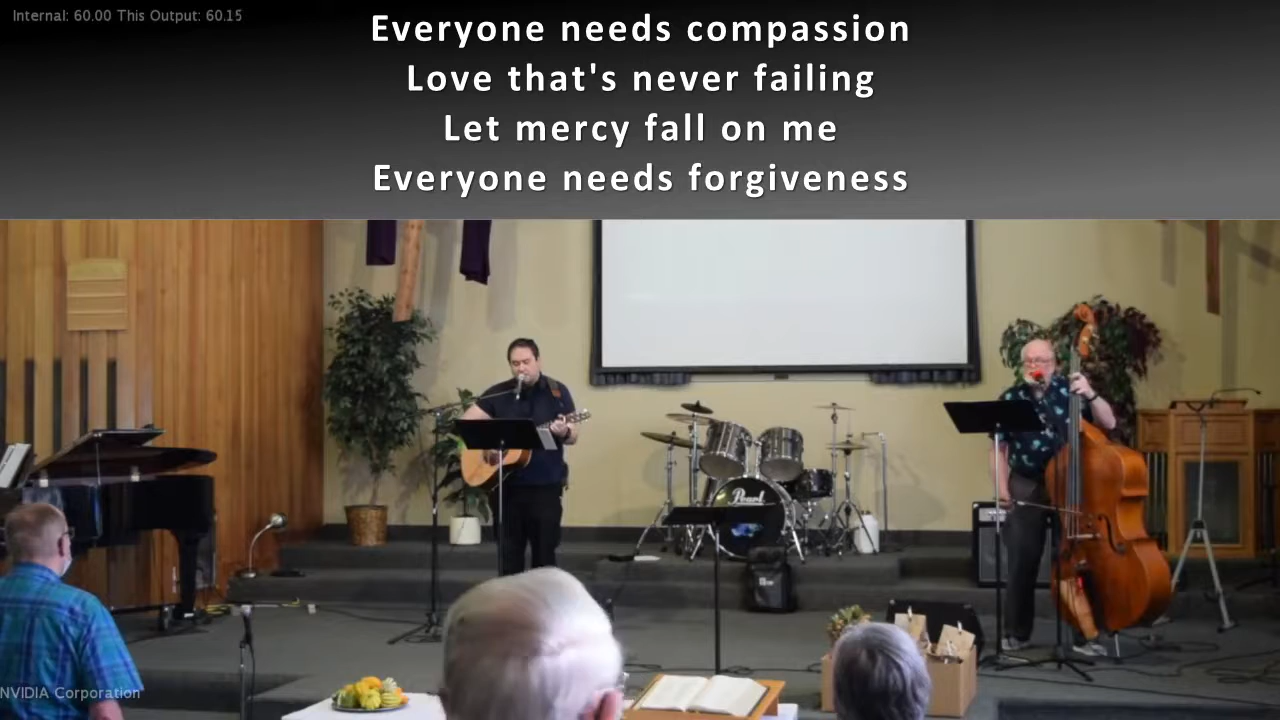 Internal: 60.00 This Output: 60.15
Everyone needs compassion
Love that's never failing
Let mercy fall on me
Everyone needs forgiveness
Pearl
NVIDIA Corporation